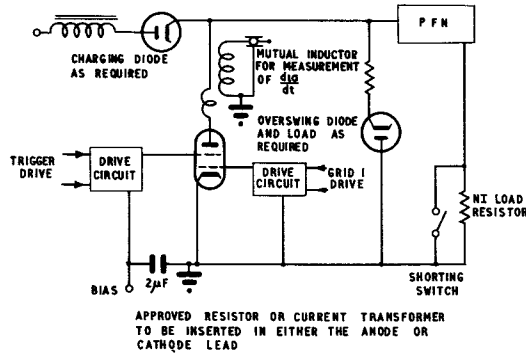 PFN
CHARGING DIODE
AS REQUIRED
MUTUAL INDUCTOR
FOR MEASUREMENT
OF dia
dt
OVERSWING DIODE
AND LOAD AS
REQUIRED
TRIGGER
DRIVE
DRIVE
CIRCUIT
DRIVE
CIRCUIT
GRID 1
DRIVE
NI LOAD
RESISTOR
BIAS
2µF
SHORTING
SWITCH
APPROVED RESISTOR OR CURRENT TRANSFORMER
TO BE INSERTED IN EITHER THE ANODE OR
CATHODE LEAD